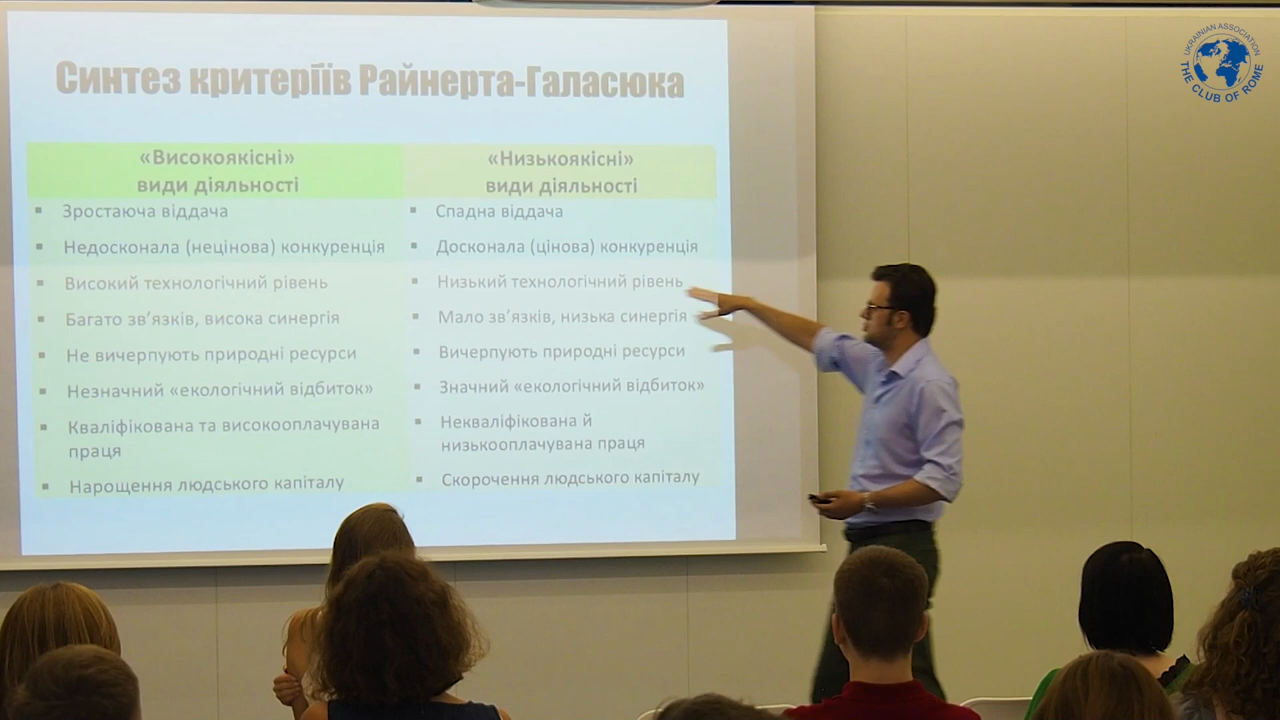 Синтез критеріїв Райнерта-Галасюка
«Високоякісні»
види діяльності
Зростаюча віддача
Недосконала (нецінова) конкуренція
Високий технологічний рівень
Багато зв’язків, висока синергія
Не вичерпують природні ресурси
Незначний «екологічний відбиток»
Кваліфікована та високооплачувана
праця
Нарощення людського капіталу
«Низькоякісні»
види діяльності
Спадна віддача
Досконала (цінова) конкуренція
Низький технологічний рівень
Мало зв’язків, низька синергія
Вичерпують природні ресурси
Значний «екологічний відбиток»
Некваліфікована й
низькооплачувана праця
Скорочення людського капіталу
UKRAINIAN ASSOCIATION
THE CLUB OF ROME